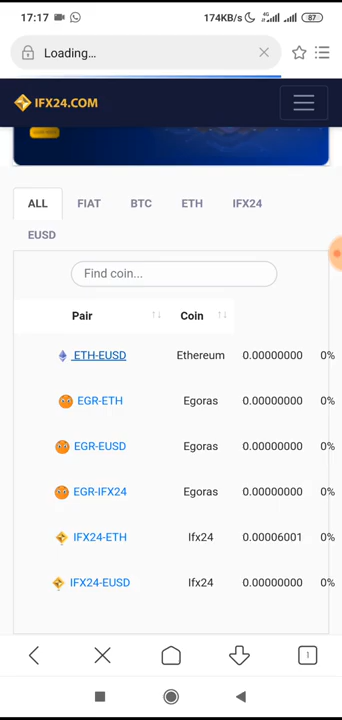 17:17 174KB/s 4G 87
Loading…
IFX24.COM
ALL FIAT BTC ETH IFX24
EUSD
Find coin...
Pair Coin
ETH-EUSD Ethereum 0.00000000 0%
EGR-ETH Egoras 0.00000000 0%
EGR-EUSD Egoras 0.00000000 0%
EGR-IFX24 Egoras 0.00000000 0%
IFX24-ETH Ifx24 0.00006001 0%
IFX24-EUSD Ifx24 0.00000000 0%
1